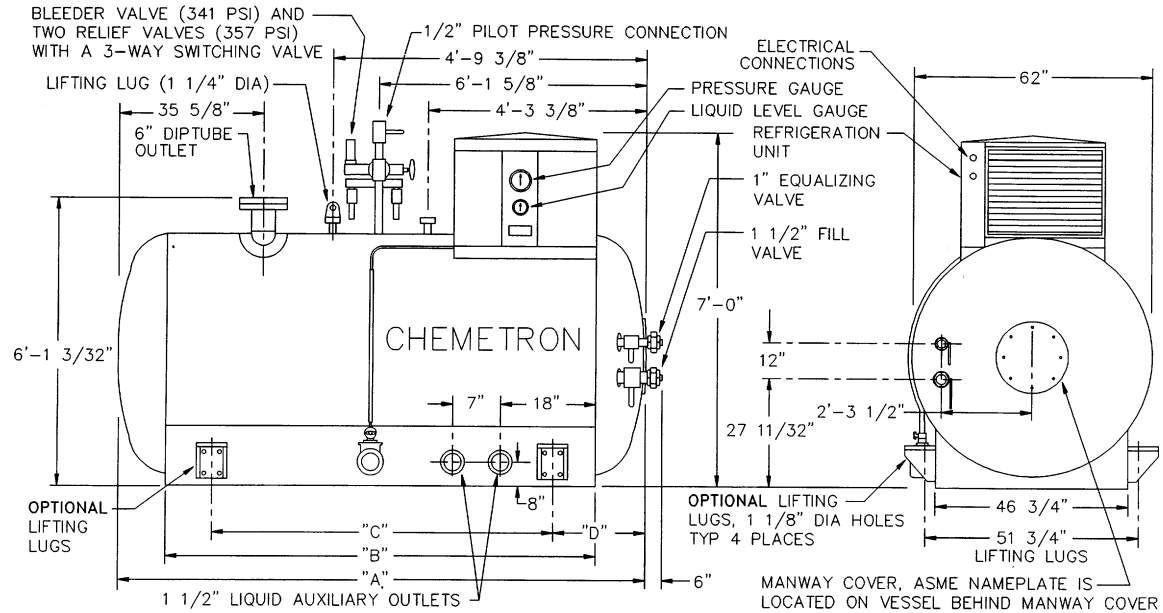 BLEEDER VALVE (341 PSI) AND
TWO RELIEF VALVES (357 PSI)
WITH A 3-WAY SWITCHING VALVE
1/2" PILOT PRESSURE CONNECTION
LIFTING LUG (1 1/4" DIA)
4'-9 3/8"
6'-1 5/8"
4'-3 3/8"
35 5/8"
6" DIPTUBE
OUTLET
PRESSURE GAUGE
LIQUID LEVEL GAUGE
ELECTRICAL
CONNECTIONS
62"
REFRIGERATION
UNIT
1" EQUALIZING
VALVE
1 1/2" FILL
VALVE
7'-0"
6'-1 3/32"
CHEMETRON
7"
18"
12"
2'-3 1/2"
27 11/32"
8"
OPTIONAL
LIFTING
LUGS
"C"
"D"
"B"
"A"
6"
1 1/2" LIQUID AUXILIARY OUTLETS
OPTIONAL LIFTING
LUGS, 1 1/8" DIA HOLES
TYP 4 PLACES
46 3/4"
51 3/4"
LIFTING LUGS
MANWAY COVER, ASME NAMEPLATE IS
LOCATED ON VESSEL BEHIND MANWAY COVER